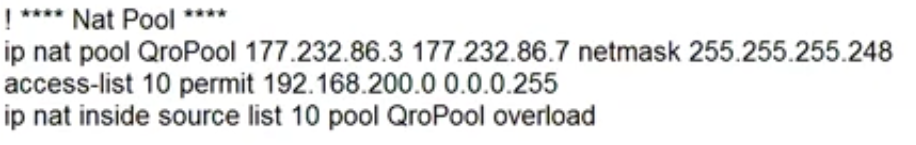 ! **** Nat Pool ****
ip nat pool QroPool 177.232.86.3 177.232.86.7 netmask 255.255.255.248
access-list 10 permit 192.168.200.0 0.0.0.255
ip nat inside source list 10 pool QroPool overload